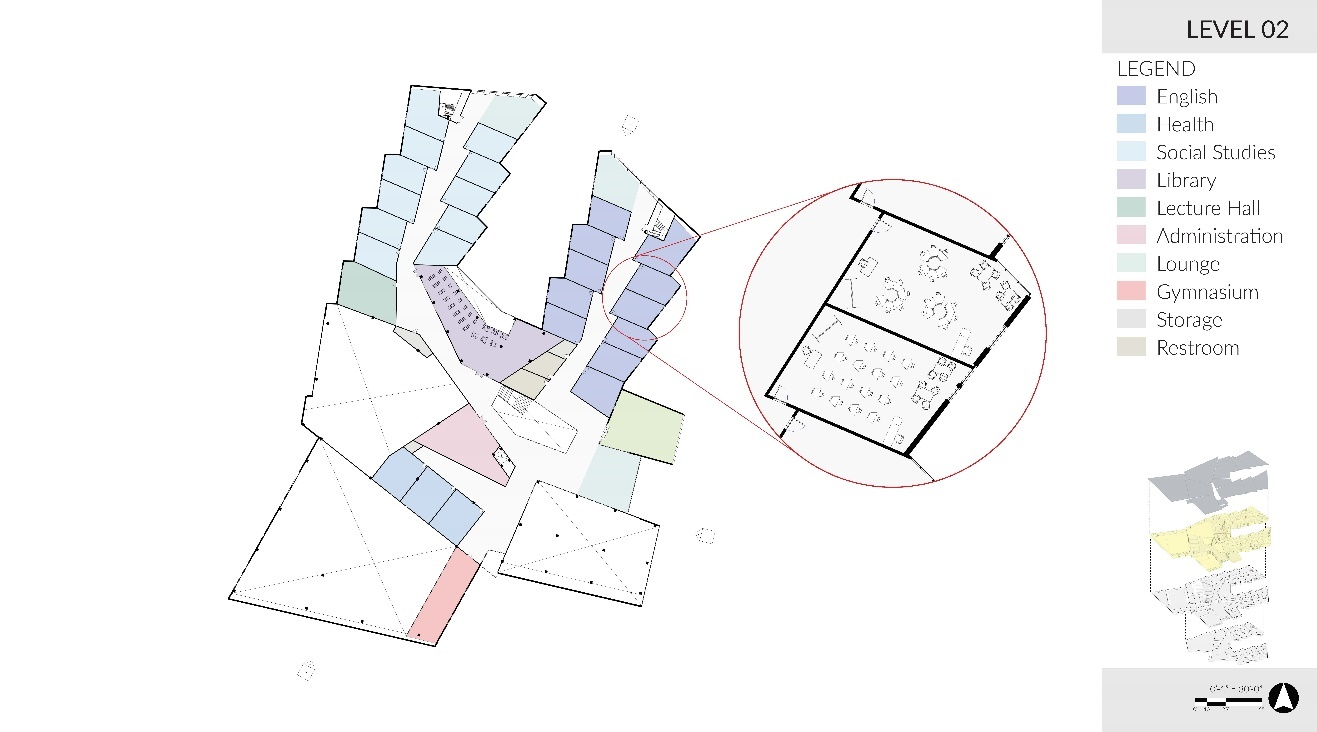 LEVEL 02
LEGEND
English
Health
Social Studies
Library
Lecture Hall
Administration
Lounge
Gymnasium
Storage
Restroom